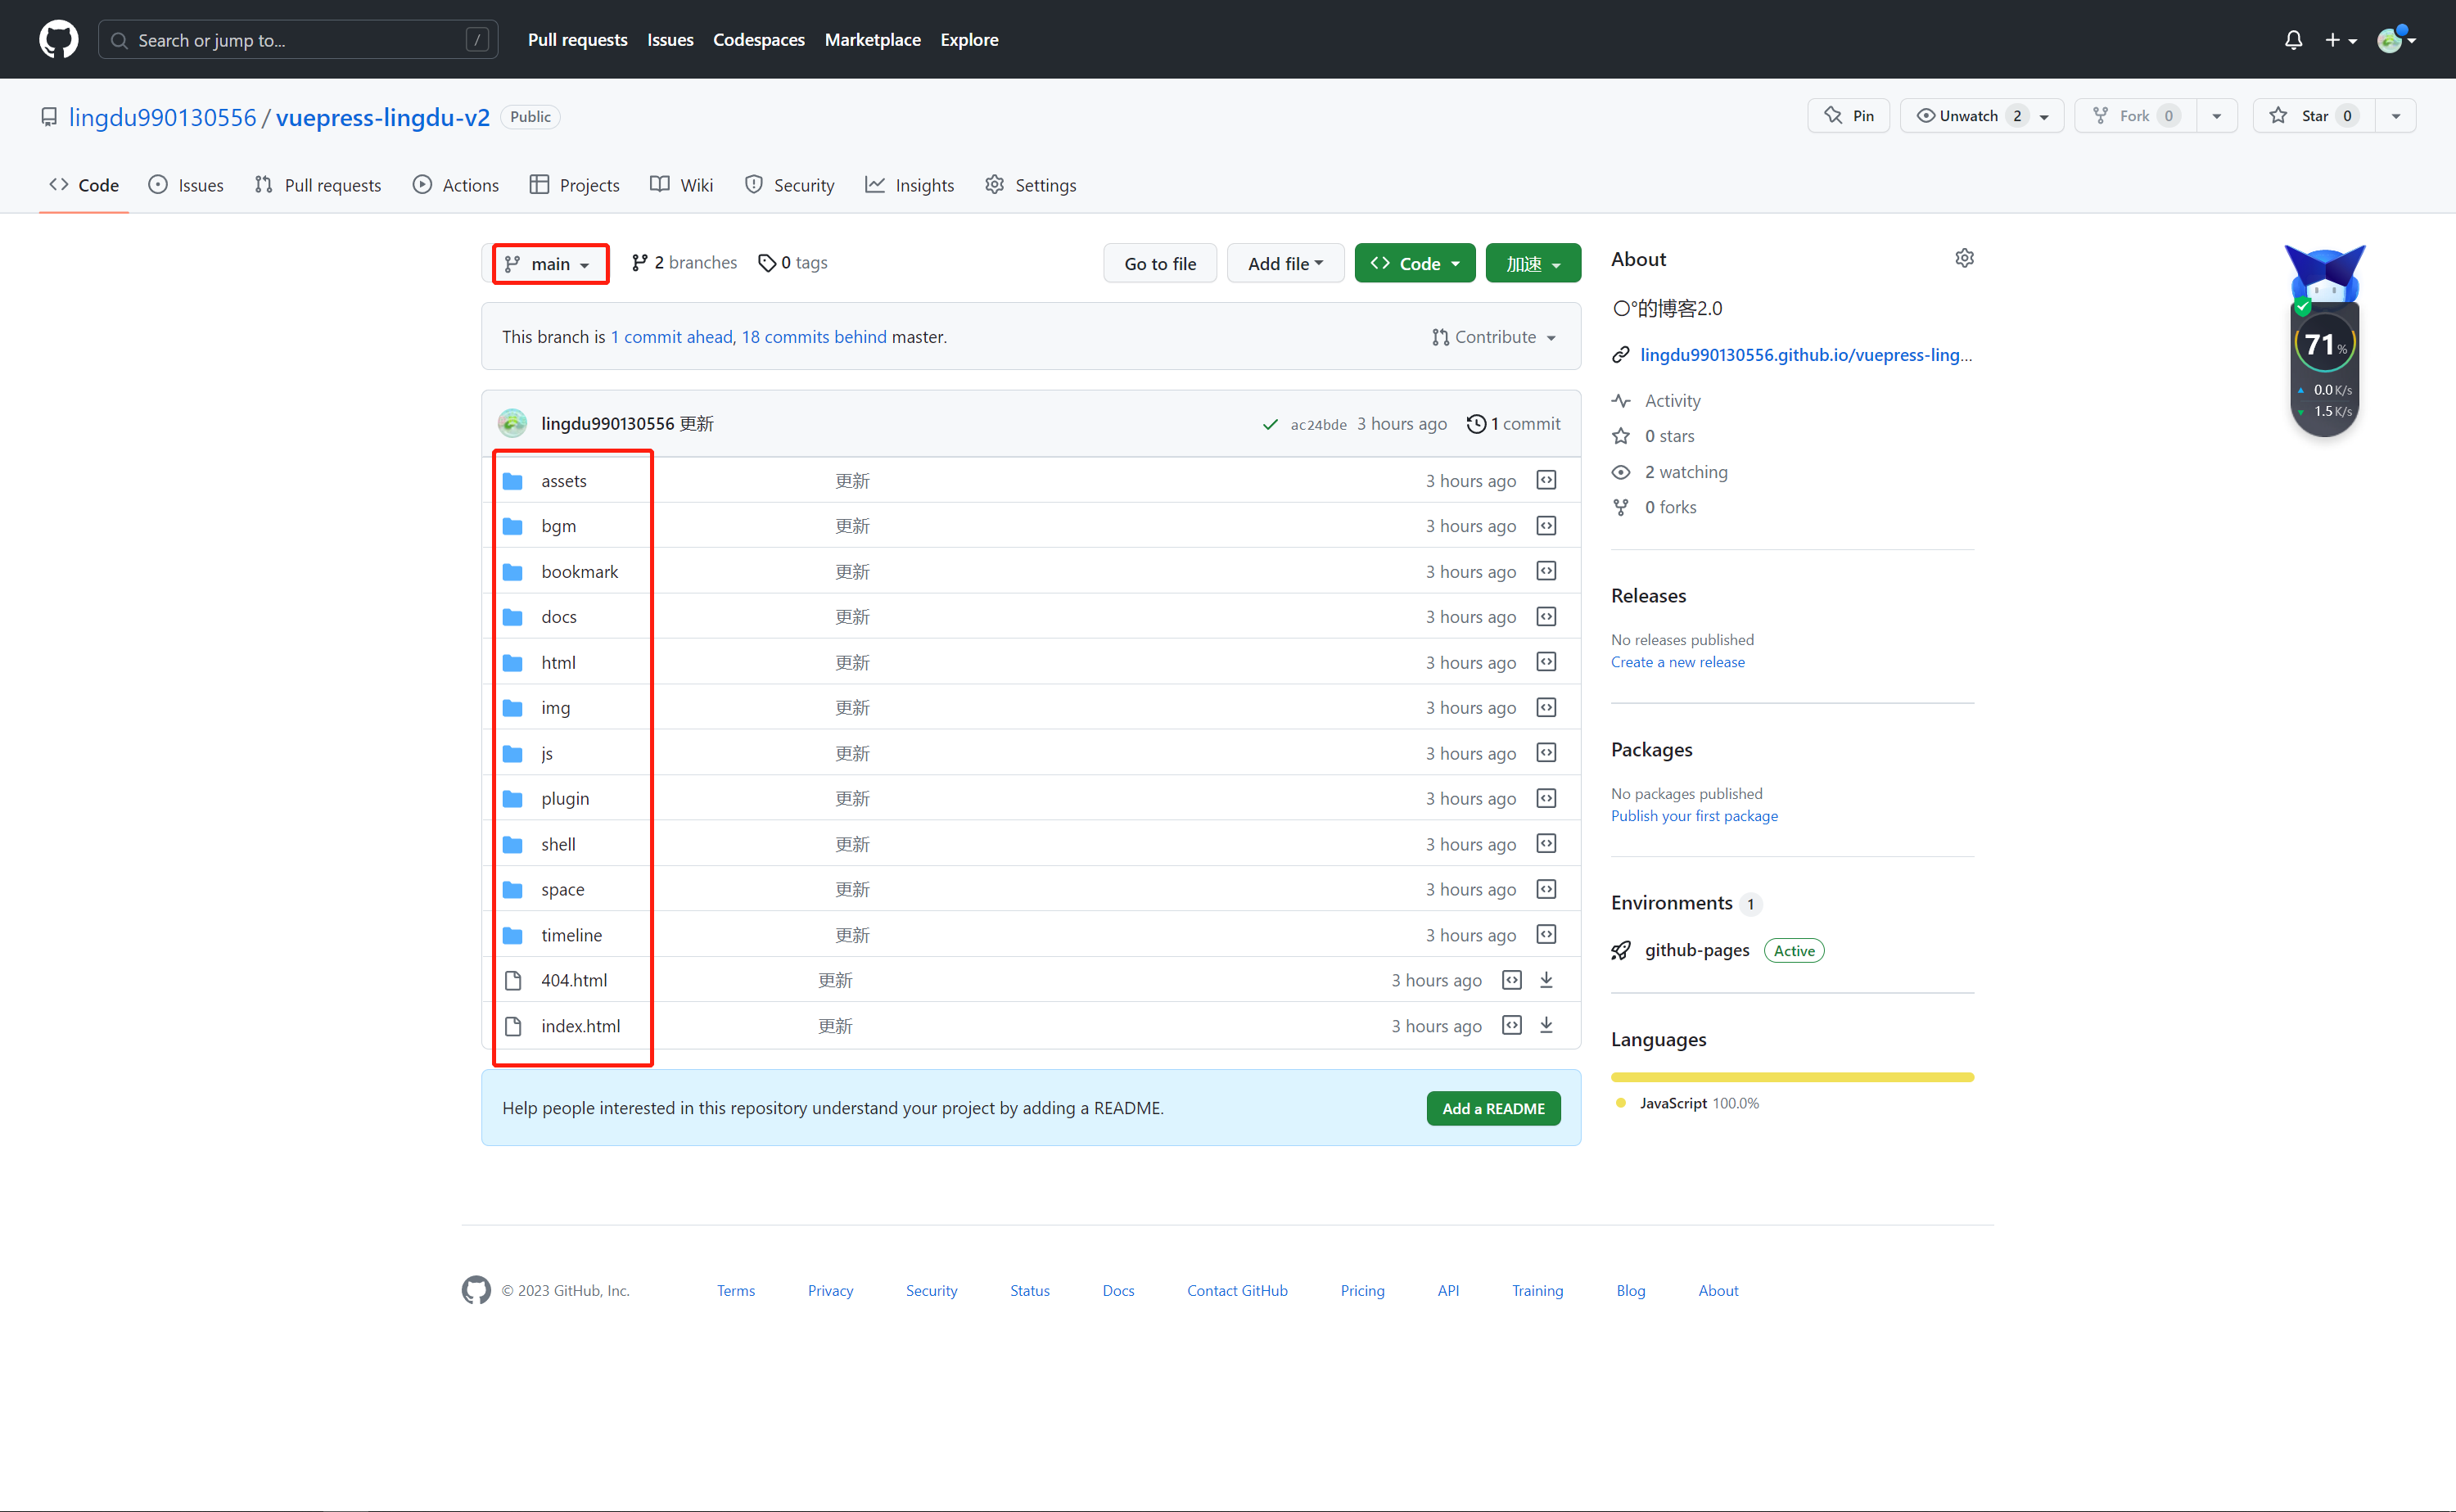 Search or jump to... /
Pull requests Issues Codespaces Marketplace Explore
lingdu990130556 / vuepress-lingdu-v2 Public
Pin Unwatch 2 Fork 0 Star 0
Code Issues Pull requests Actions Projects Wiki Security Insights Settings
main 2 branches 0 tags
Go to file Add file Code 加速
This branch is 1 commit ahead, 18 commits behind master.
Contribute
lingdu990130556 更新 ac24bde 3 hours ago 1 commit
assets 更新 3 hours ago
bgm 更新 3 hours ago
bookmark 更新 3 hours ago
docs 更新 3 hours ago
html 更新 3 hours ago
img 更新 3 hours ago
js 更新 3 hours ago
plugin 更新 3 hours ago
shell 更新 3 hours ago
space 更新 3 hours ago
timeline 更新 3 hours ago
404.html 更新 3 hours ago
index.html 更新 3 hours ago
Help people interested in this repository understand your project by adding a README.
Add a README
About
〇°的博客2.0
lingdu990130556.github.io/vuepress-ling...
Activity
0 stars
2 watching
0 forks
Releases
No releases published
Create a new release
Packages
No packages published
Publish your first package
Environments 1
github-pages Active
Languages
JavaScript 100.0%
71%
0.0 K/s
1.5 K/s
© 2023 GitHub, Inc. Terms Privacy Security Status Docs Contact GitHub Pricing API Training Blog About